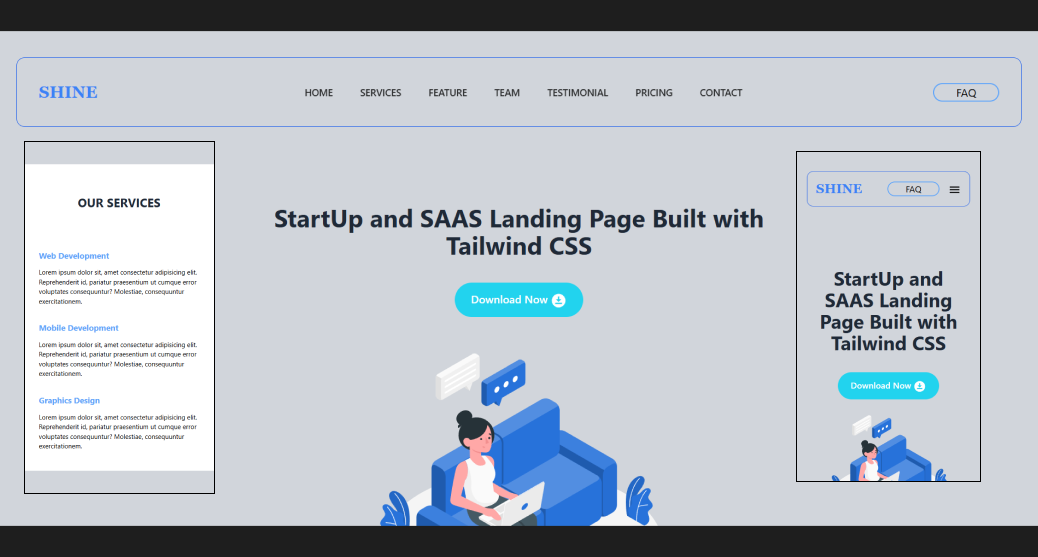 SHINE
HOME SERVICES FEATURE TEAM TESTIMONIAL PRICING CONTACT
FAQ
OUR SERVICES
Web Development
Lorem ipsum dolor sit, amet consectetur adipisicing elit.
Reprehenderit id, pariatur praesentium ut cumque error
voluptates consequuntur? Molestiae, consequuntur
exercitationem.
Mobile Development
Lorem ipsum dolor sit, amet consectetur adipisicing elit.
Reprehenderit id, pariatur praesentium ut cumque error
voluptates consequuntur? Molestiae, consequuntur
exercitationem.
Graphics Design
Lorem ipsum dolor sit, amet consectetur adipisicing elit.
Reprehenderit id, pariatur praesentium ut cumque error
voluptates consequuntur? Molestiae, consequuntur
exercitationem.
StartUp and SAAS Landing Page Built with
Tailwind CSS
Download Now
SHINE
FAQ
StartUp and
SAAS Landing
Page Built with
Tailwind CSS
Download Now